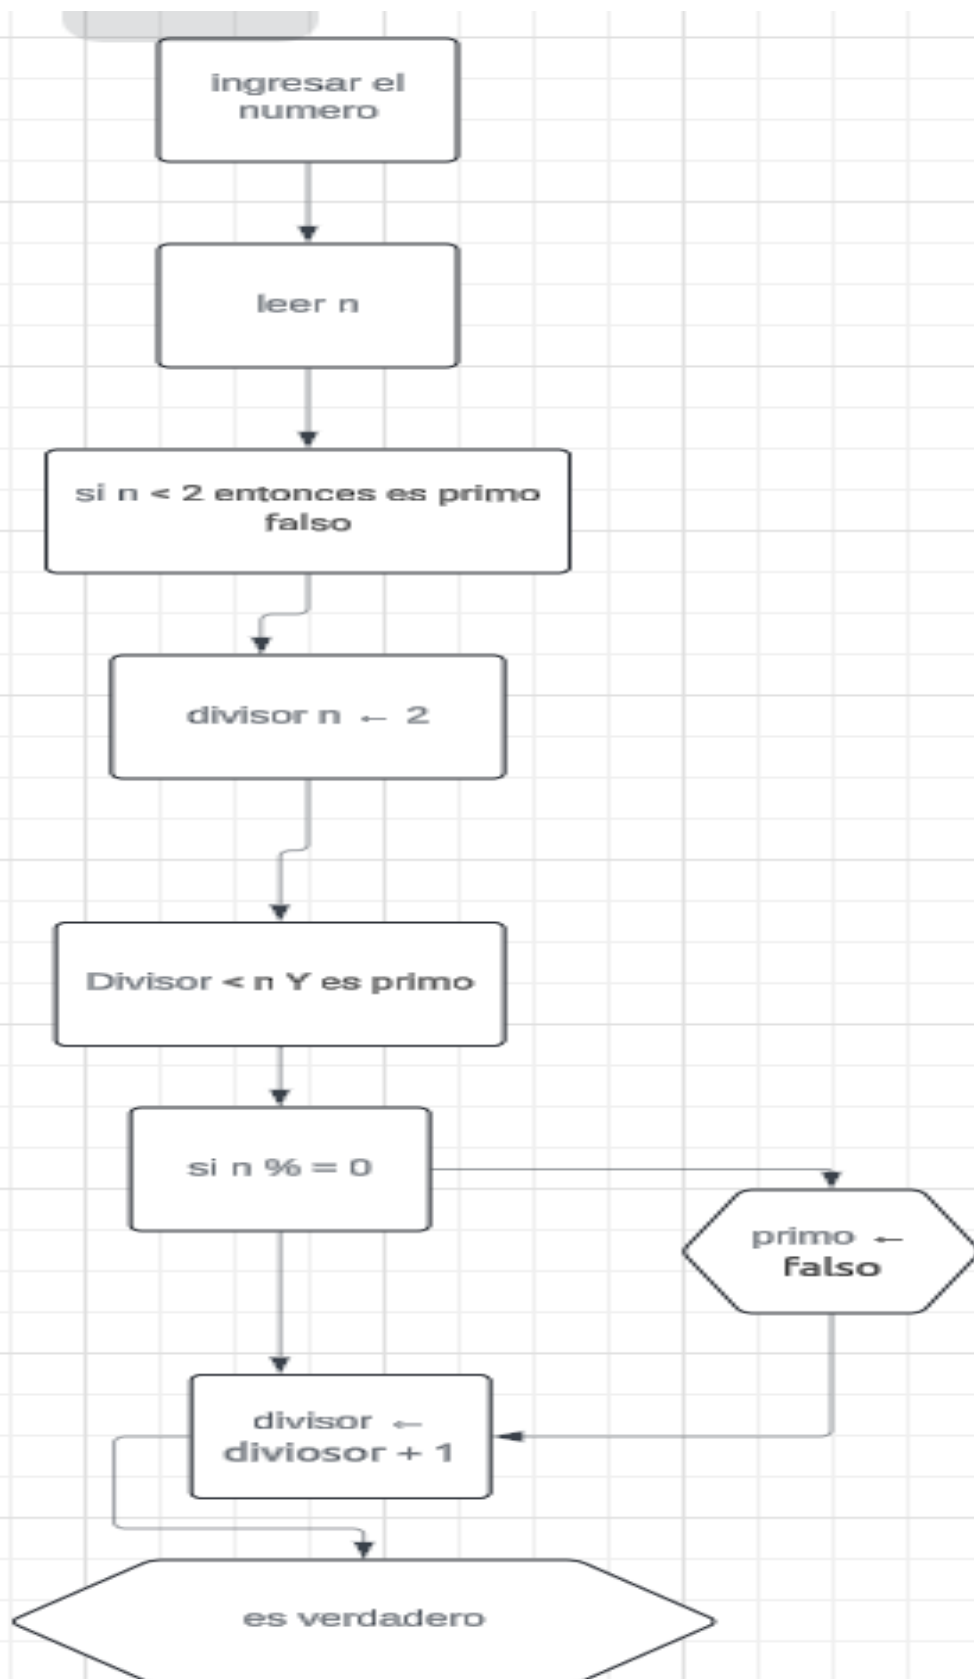 ingresar el
numero
leer n
si n < 2 entonces es primo
falso
divisor n ← 2
Divisor < n Y es primo
si n % = 0
primo ←
falso
divisor ←
diviosor + 1
es verdadero